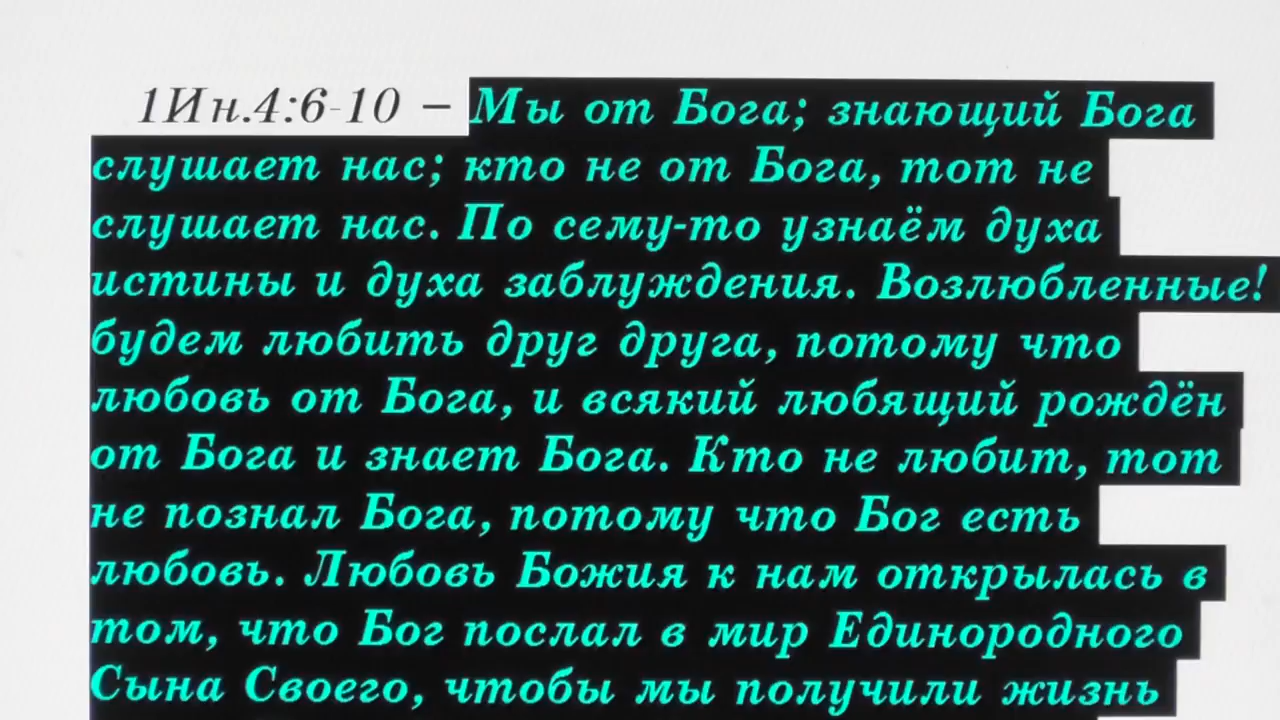 1Ин.4:6-10 – Мы от Бога; знающий Бога
слушает нас; кто не от Бога, тот не
слушает нас. По сему-то узнаём духа
истины и духа заблуждения. Возлюбленные!
будем любить друг друга, потому что
любовь от Бога, и всякий любящий рождён
от Бога и знает Бога. Кто не любит, тот
не познал Бога, потому что Бог есть
любовь. Любовь Божия к нам открылась в
том, что Бог послал в мир Единородного
Сына Своего, чтобы мы получили жизнь